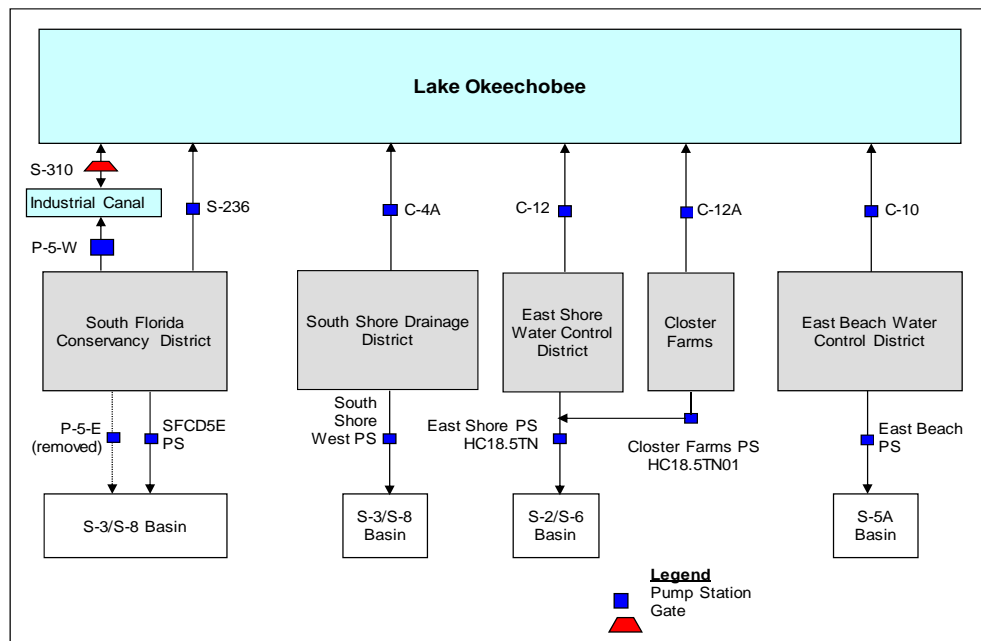 Lake Okeechobee
S-310
Industrial Canal
S-236
C-4A
C-12
C-12A
C-10
P-5-W
South Florida
Conservancy District
South Shore Drainage
District
East Shore
Water Control
District
Closter
Farms
East Beach Water
Control District
P-5-E
(removed)
SFCD5E
PS
South
Shore
West PS
East Shore PS
HC18.5TN
Closter Farms PS
HC18.5TN01
East Beach
PS
S-3/S-8 Basin
S-3/S-8
Basin
S-2/S-6
Basin
S-5A
Basin
Legend
Pump Station
Gate